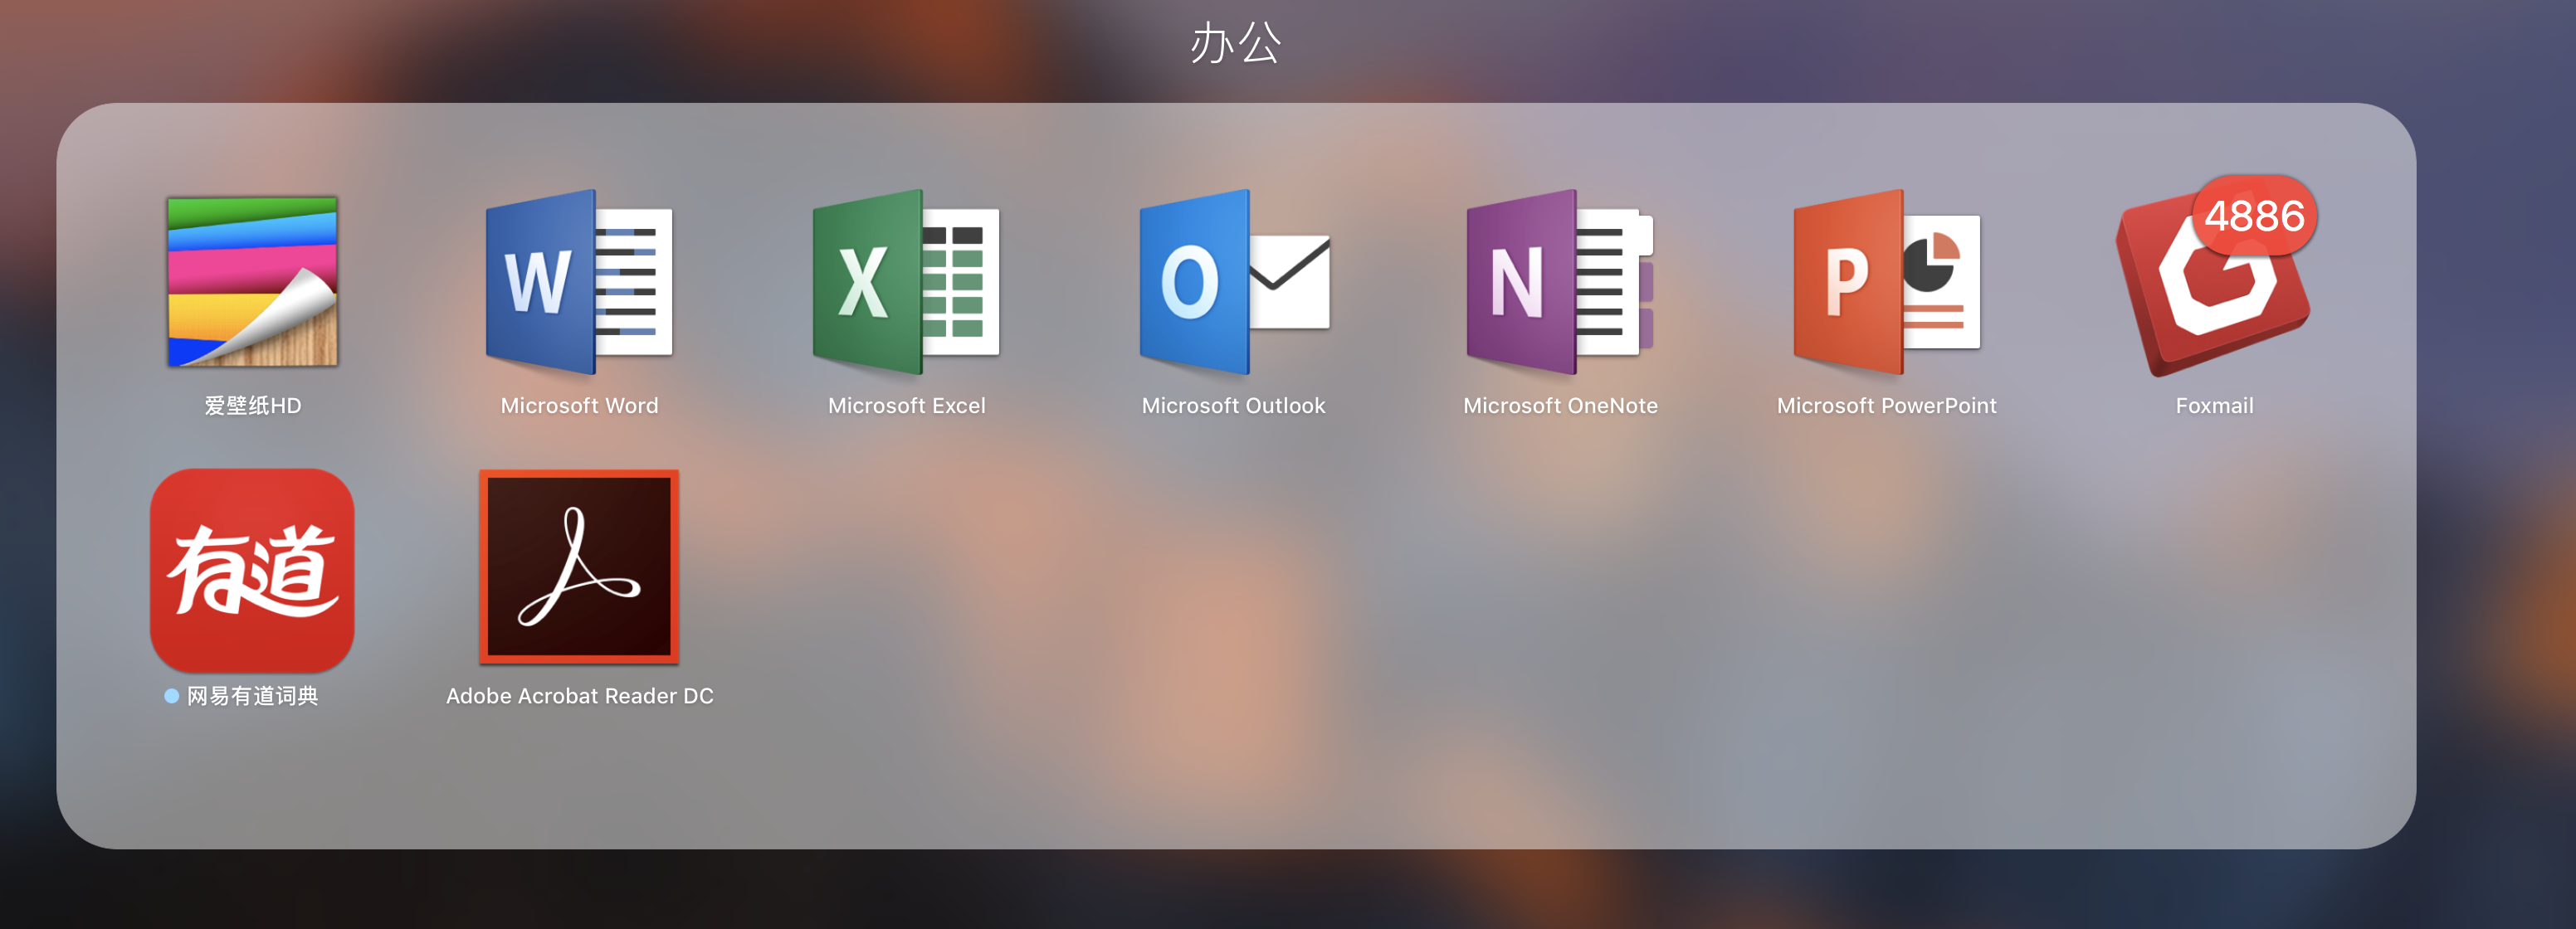 办公
4886
W
X
O
N
P
爱壁纸HD
Microsoft Word
Microsoft Excel
Microsoft Outlook
Microsoft OneNote
Microsoft PowerPoint
Foxmail
有道
网易有道词典
Adobe Acrobat Reader DC